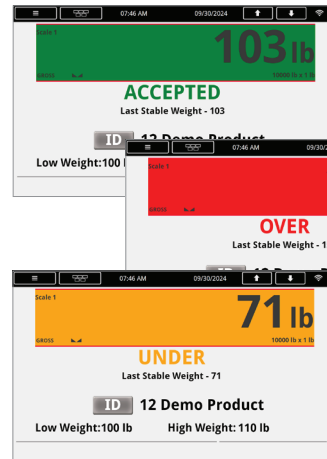 07:46 AM 09/30/2024
Scale 1
103 lb
GROSS 10000 lb x 1 lb
ACCEPTED
Last Stable Weight - 103
ID 12 Demo Product
Low Weight:100
07:46 AM
Scale 1
GROSS
OVER
Last Stable Weight - 1
07:46 AM 09/30/2024
Scale 1
71 lb
GROSS 10000 lb x 1 lb
UNDER
Last Stable Weight - 71
ID 12 Demo Product
Low Weight:100 lb High Weight: 110 lb